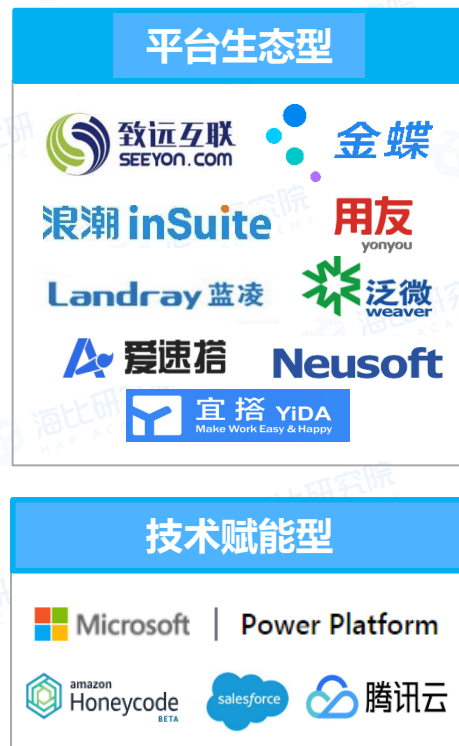 平台生态型
致远互联
SEEYON.COM
金蝶
浪潮 inSuite
用友
yonyou
Landray 蓝凌
泛微
weaver
爱速搭
Neusoft
宜搭 YiDA
Make Work Easy & Happy
技术赋能型
Microsoft | Power Platform
amazon
Honeycode
BETA
salesforce
腾讯云